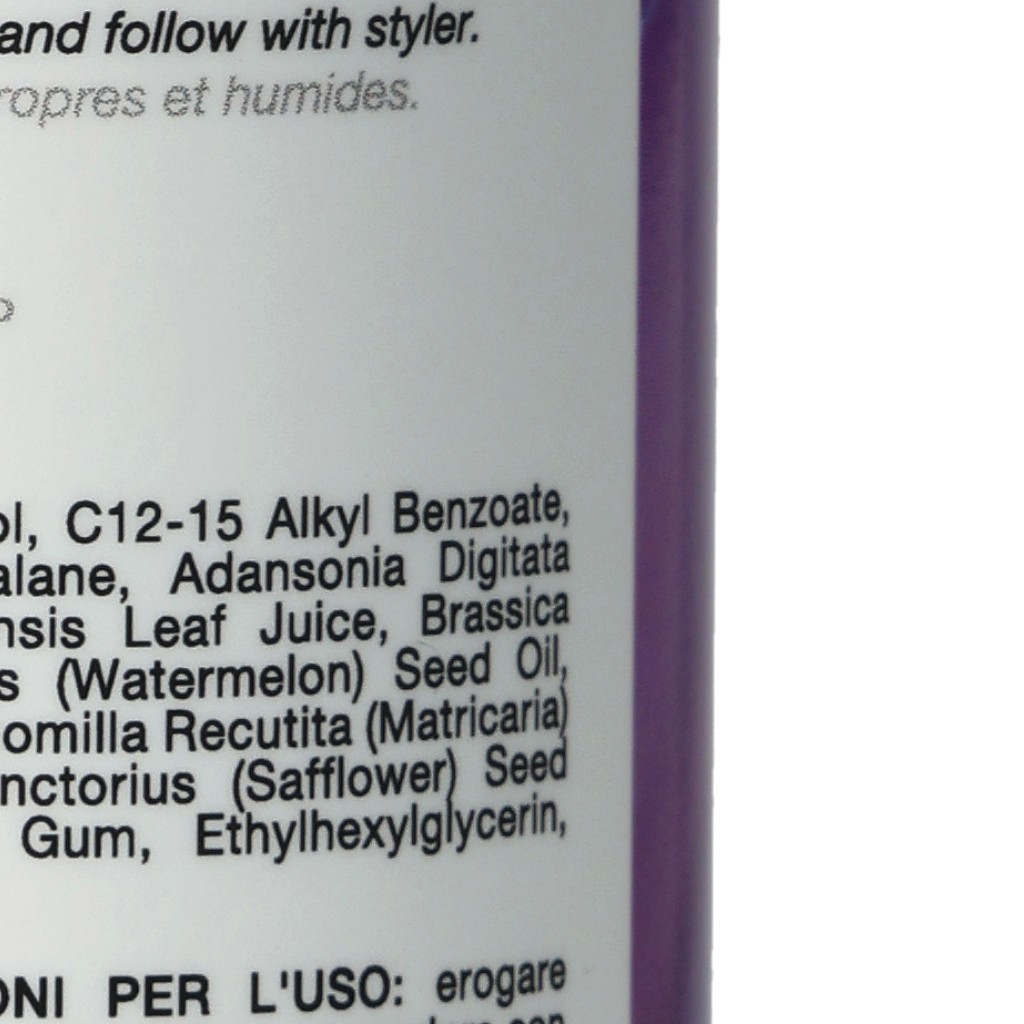 and follow with styler.
ropres et humides.
o
ol, C12-15 Alkyl Benzoate,
alane, Adansonia Digitata
nsis Leaf Juice, Brassica
s (Watermelon) Seed Oil,
omilla Recutita (Matricaria)
nctorius (Safflower) Seed
Gum, Ethylhexylglycerin,
ONI PER L'USO: erogare
con